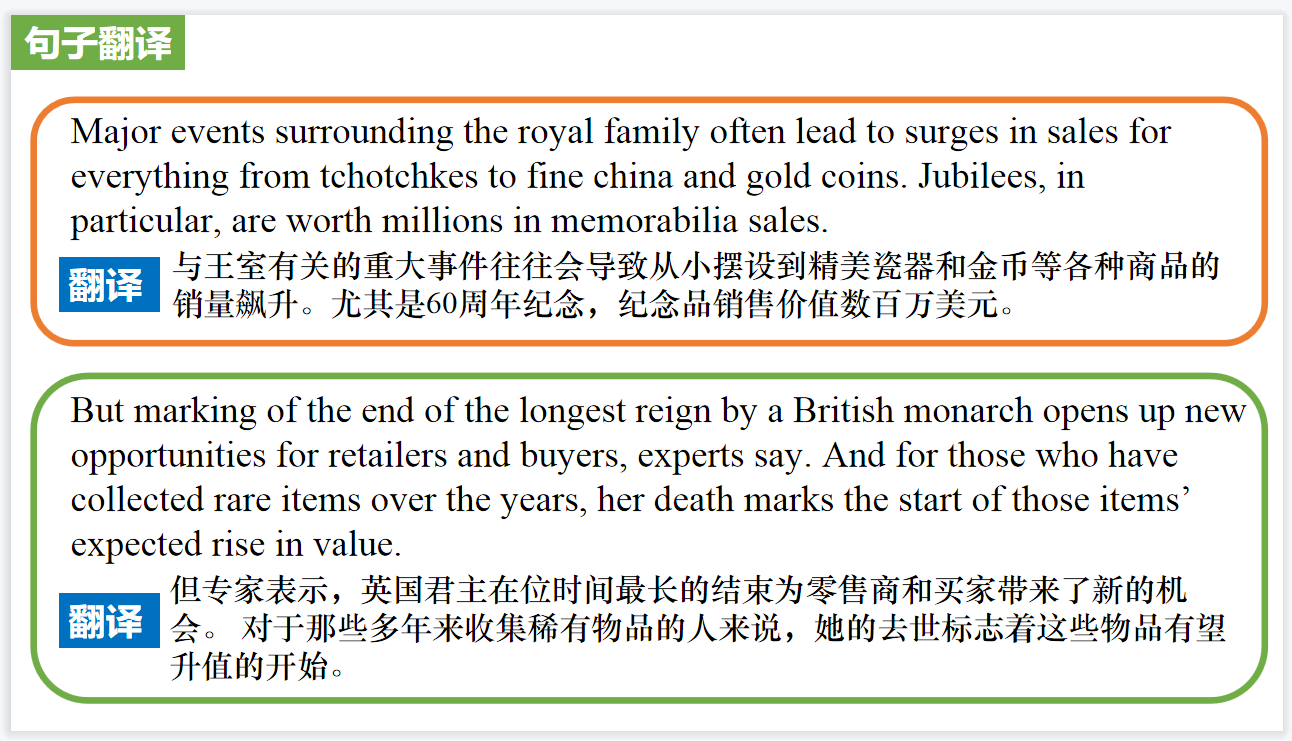 句子翻译
Major events surrounding the royal family often lead to surges in sales for
everything from tchotchkes to fine china and gold coins. Jubilees, in
particular, are worth millions in memorabilia sales.
翻译
与王室有关的重大事件往往会导致从小摆设到精美瓷器和金币等各种商品的
销量飙升。尤其是60周年纪念，纪念品销售价值数百万美元。
But marking of the end of the longest reign by a British monarch opens up new
opportunities for retailers and buyers, experts say. And for those who have
collected rare items over the years, her death marks the start of those items’
expected rise in value.
翻译
但专家表示，英国君主在位时间最长的结束为零售商和买家带来了新的机
会。 对于那些多年来收集稀有物品的人来说，她的去世标志着这些物品有望
升值的开始。